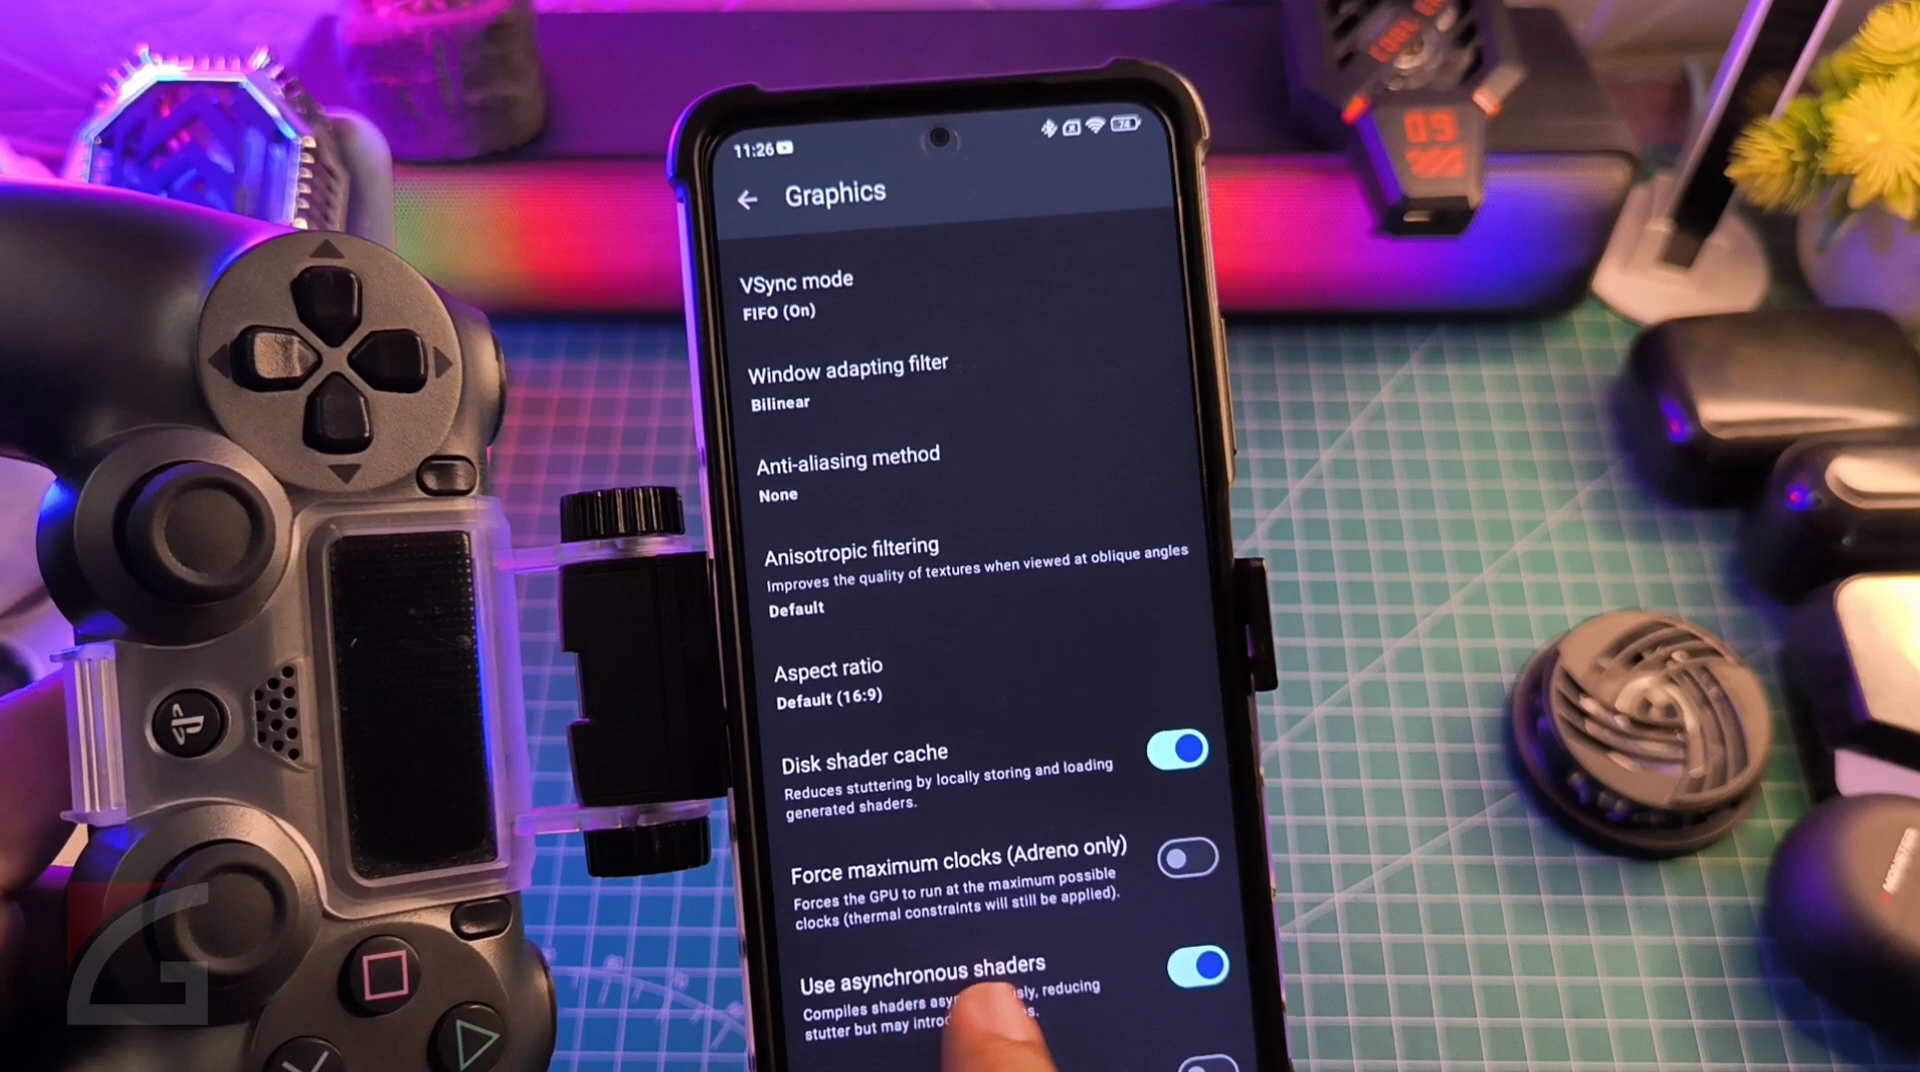 11:26
74
Graphics
VSync mode
FIFO (On)
Window adapting filter
Bilinear
Anti-aliasing method
None
Anisotropic filtering
Improves the quality of textures when viewed at oblique angles
Default
Aspect ratio
Default (16:9)
Disk shader cache
Reduces stuttering by locally storing and loading
generated shaders.
Force maximum clocks (Adreno only)
Forces the GPU to run at the maximum possible
clocks (thermal constraints will still be applied).
Use asynchronous shaders
Compiles shaders reducing
stutter but may
09
G